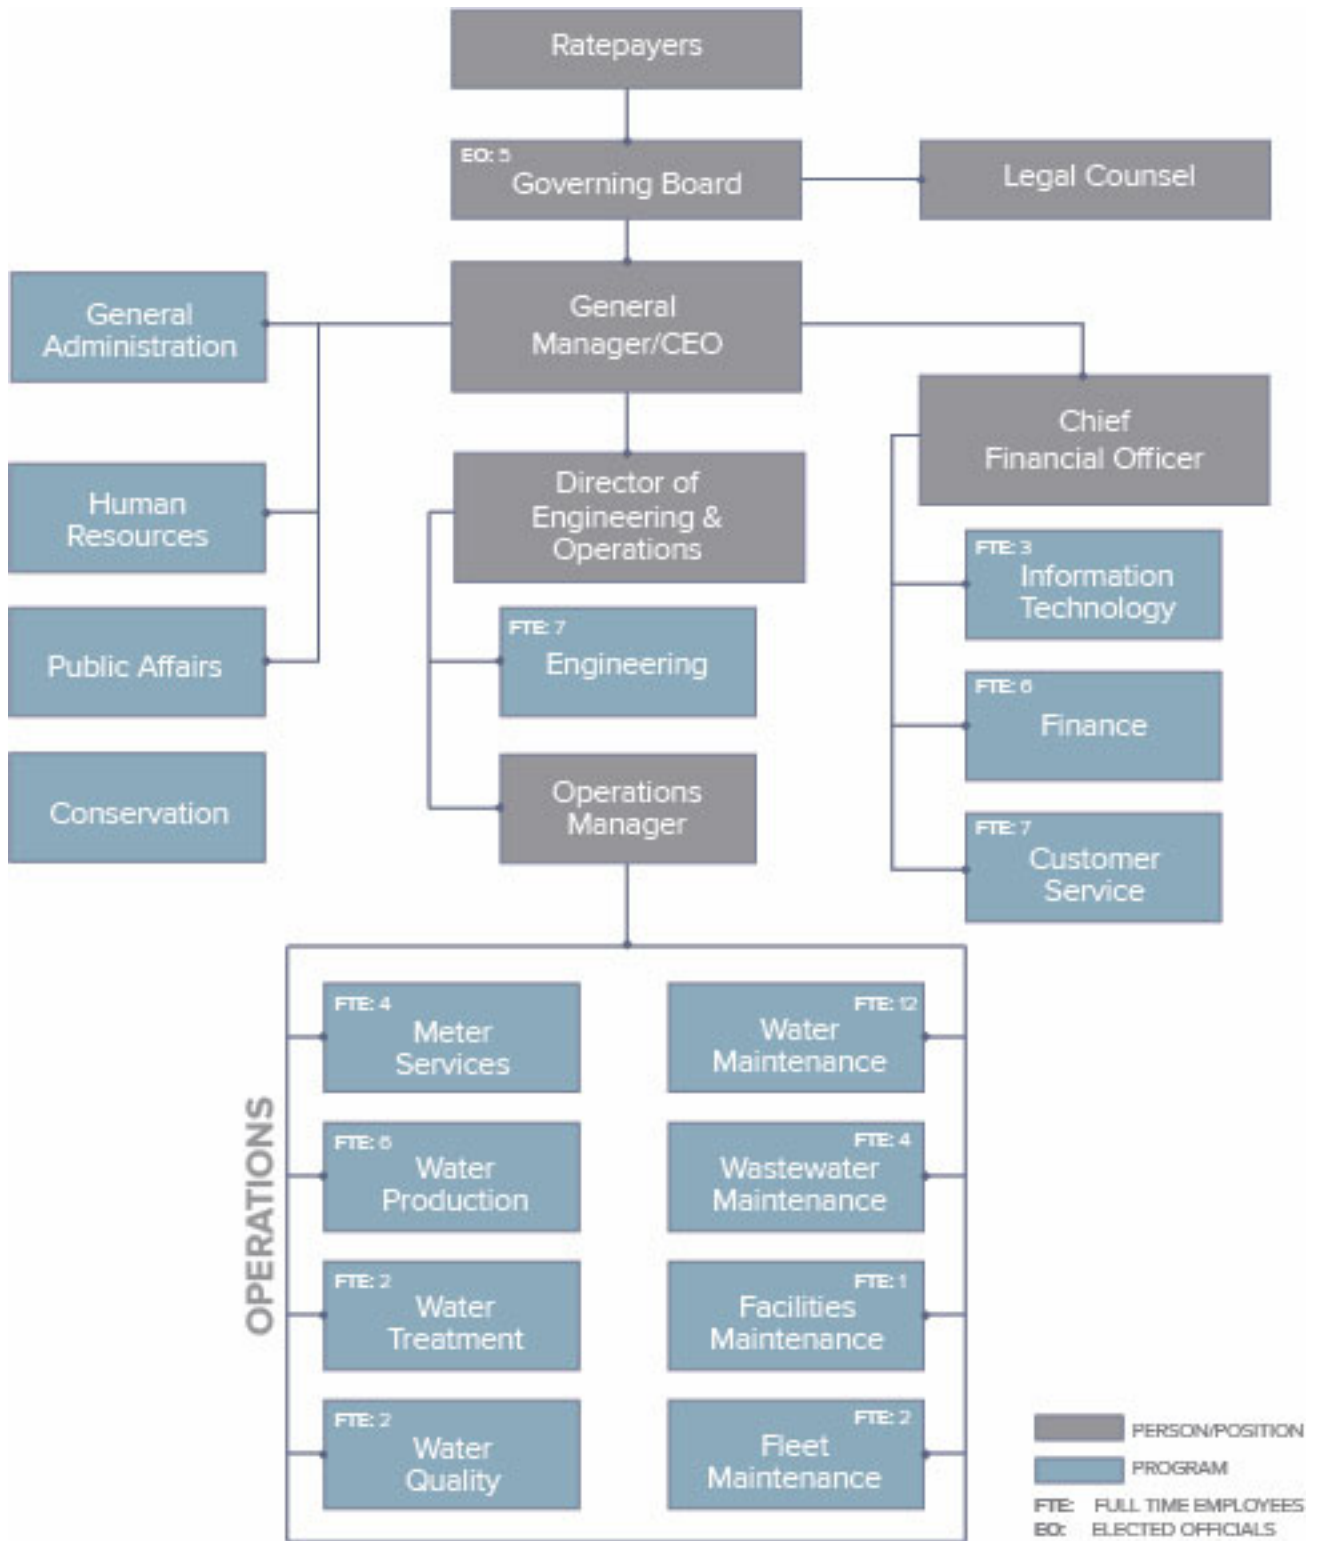 Ratepayers
EO: 5
Governing Board
Legal Counsel
General
Manager/CEO
General
Administration
Human
Resources
Public Affairs
Conservation
Director of
Engineering &
Operations
FTE: 7
Engineering
Operations
Manager
Chief
Financial Officer
FTE: 3
Information
Technology
FTE: 6
Finance
FTE: 7
Customer
Service
OPERATIONS
FTE: 4
Meter
Services
FTE: 6
Water
Production
FTE: 2
Water
Treatment
FTE: 2
Water
Quality
FTE: 12
Water
Maintenance
FTE: 4
Wastewater
Maintenance
FTE: 1
Facilities
Maintenance
FTE: 2
Fleet
Maintenance
PERSON/POSITION
PROGRAM
FTE: FULL TIME EMPLOYEES
EO: ELECTED OFFICIALS